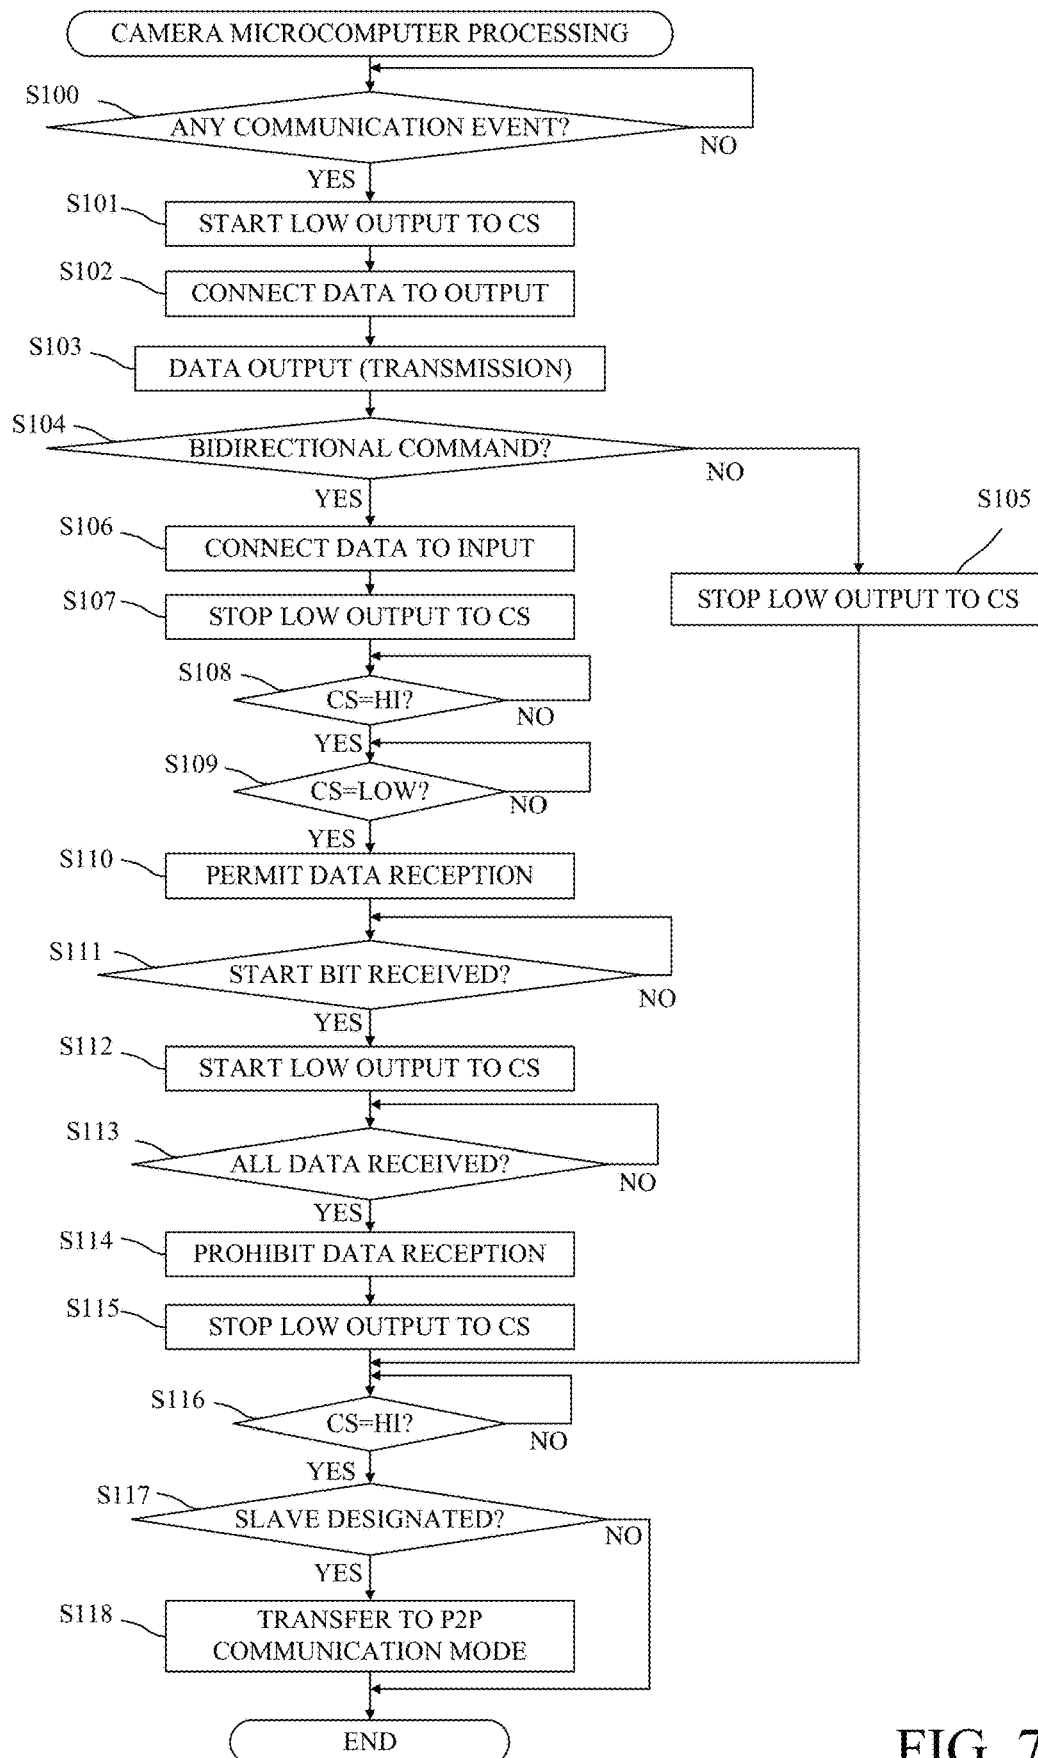 CAMERA MICROCOMPUTER PROCESSING
S100
ANY COMMUNICATION EVENT?
NO
YES
S101
START LOW OUTPUT TO CS
S102
CONNECT DATA TO OUTPUT
S103
DATA OUTPUT (TRANSMISSION)
S104
BIDIRECTIONAL COMMAND?
NO
YES
S105
STOP LOW OUTPUT TO CS
S106
CONNECT DATA TO INPUT
S107
STOP LOW OUTPUT TO CS
S108
CS=HI?
NO
YES
S109
CS=LOW?
NO
YES
S110
PERMIT DATA RECEPTION
S111
START BIT RECEIVED?
NO
YES
S112
START LOW OUTPUT TO CS
S113
ALL DATA RECEIVED?
NO
YES
S114
PROHIBIT DATA RECEPTION
S115
STOP LOW OUTPUT TO CS
S116
CS=HI?
NO
YES
S117
SLAVE DESIGNATED?
NO
YES
S118
TRANSFER TO P2P
COMMUNICATION MODE
END
FIG. 7